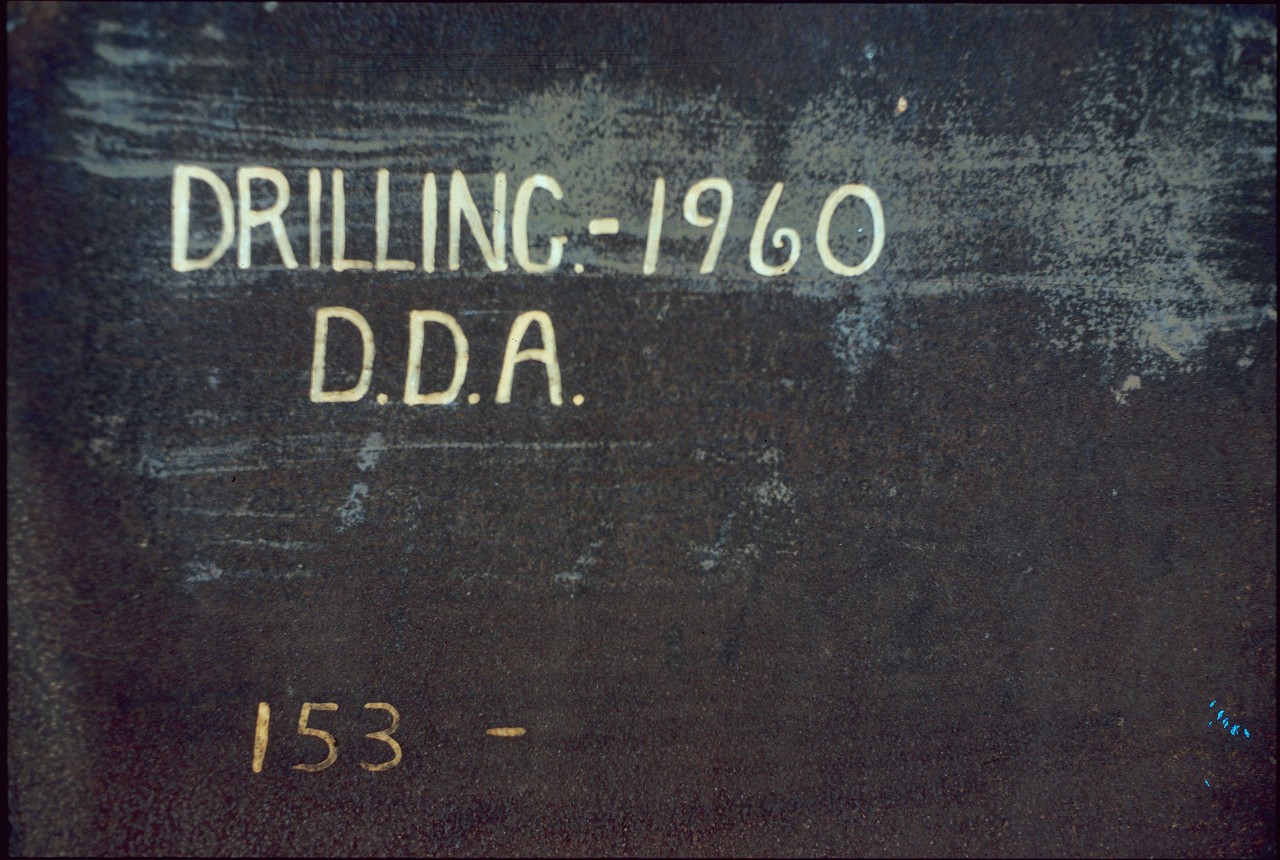 DRILLING.-1960
D.D.A.
153 -